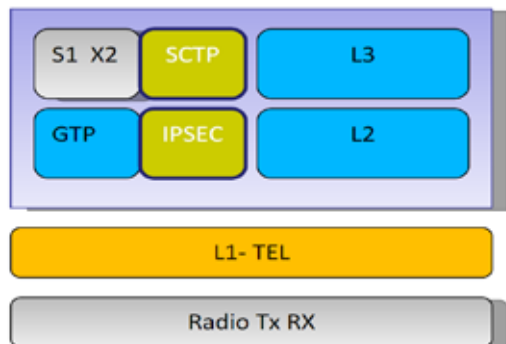 S1 X2 SCTP L3
GTP IPSEC L2
L1- TEL
Radio Tx RX